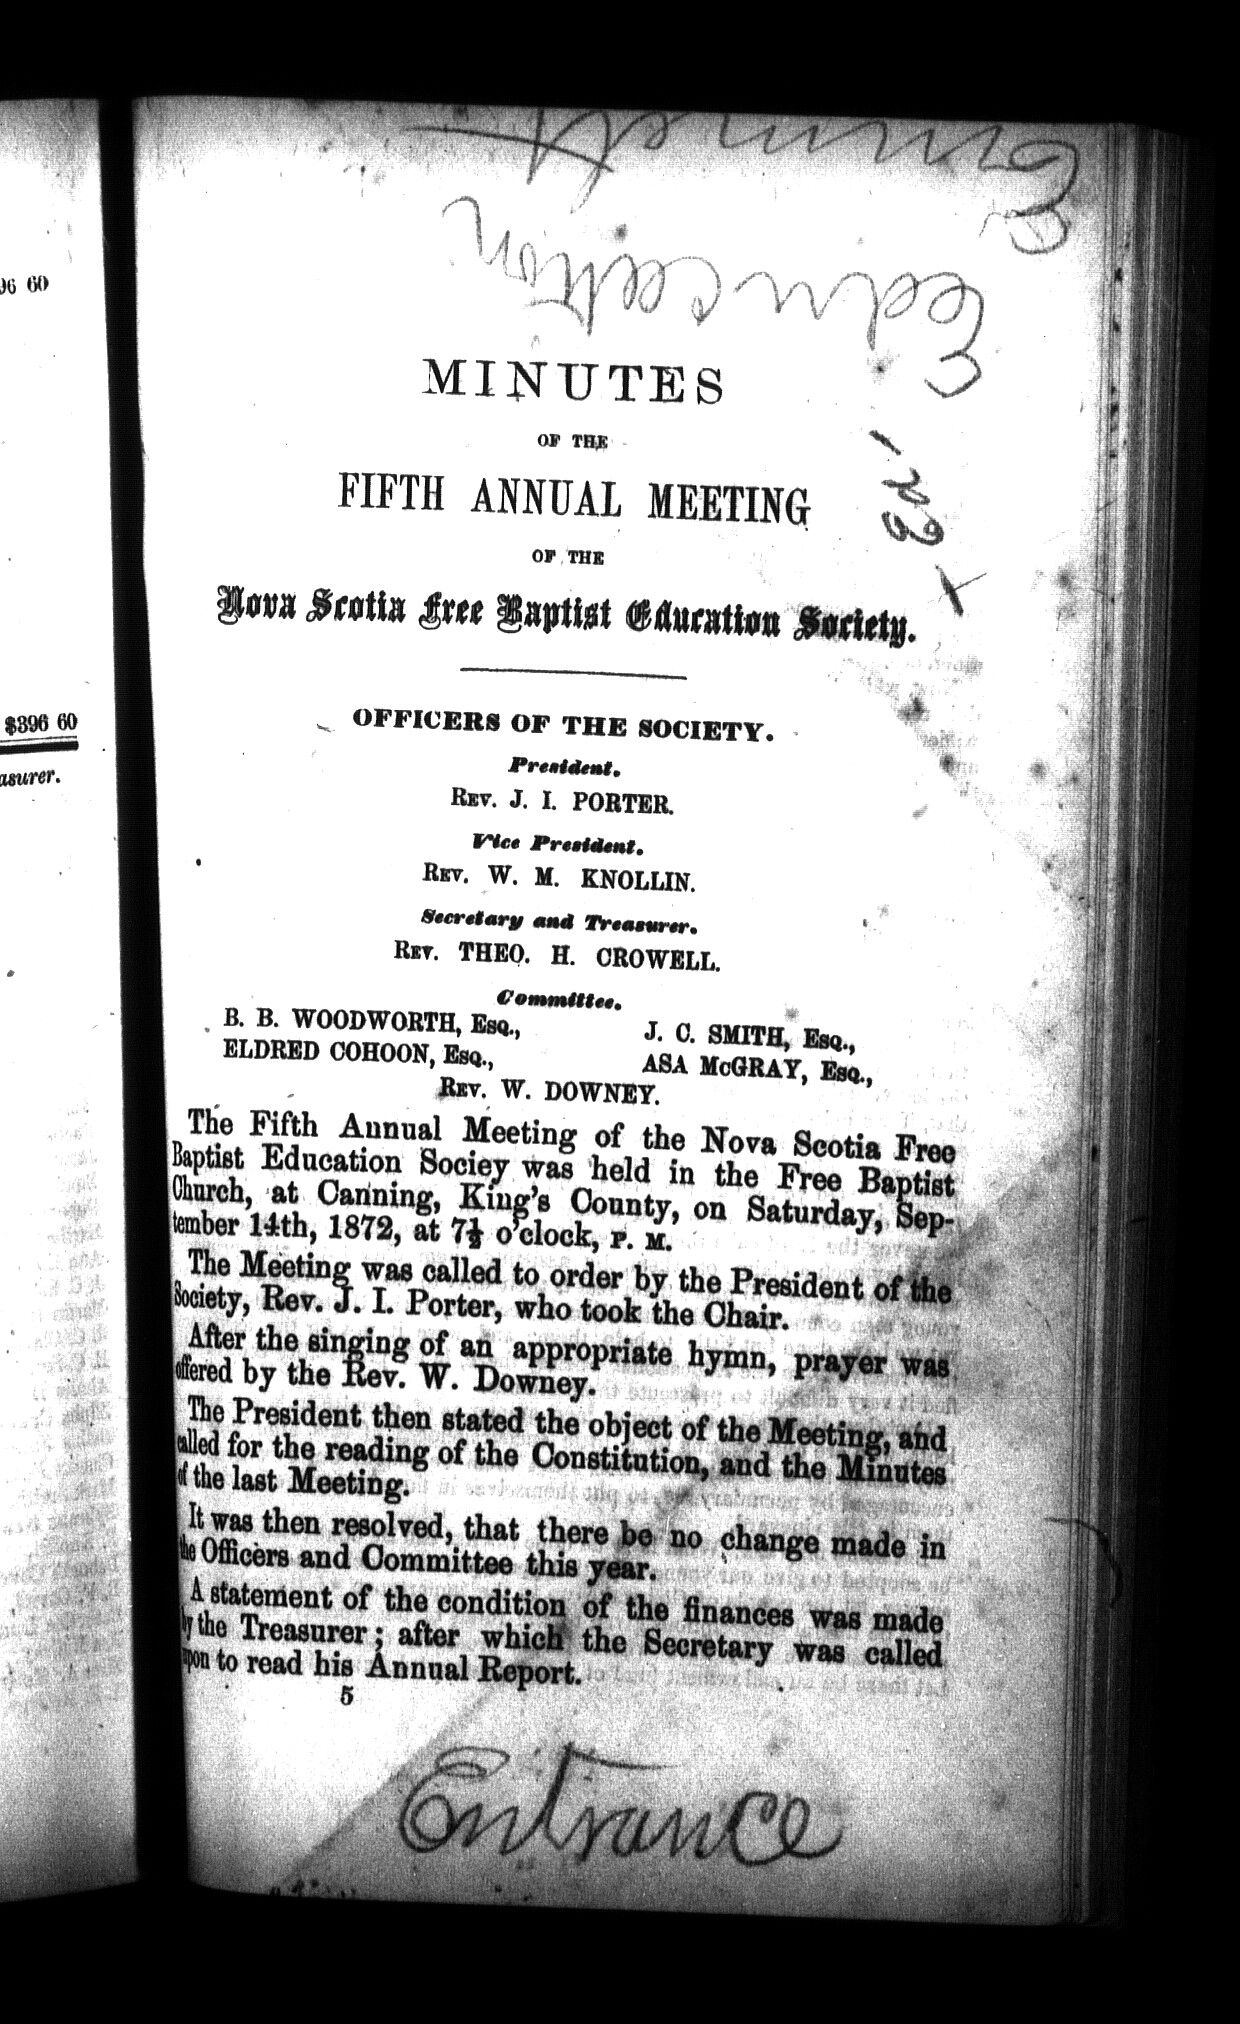 MINUTES
OF THE
FIFTH ANNUAL MEETING
OF THE
Nova Scotia Free Baptist Education Society.
OFFICERS OF THE SOCIETY.
President.
REV. J. I. PORTER.
Vice President.
REV. W. M. KNOLLIN.
Secretary and Treasurer.
REV. THEO. H. CROWELL.
Committee.
B. B. WOODWORTH, ESQ., J. C. SMITH, ESQ.,
ELDRED COHOON, ESQ., ASA McGRAY, ESQ.,
REV. W. DOWNEY.
The Fifth Annual Meeting of the Nova Scotia Free
Baptist Education Sociey was held in the Free Baptist
Church, at Canning, King's County, on Saturday, Sep-
tember 14th, 1872, at 7½ o'clock, P. M.
The Meeting was called to order by the President of the
Society, Rev. J. I. Porter, who took the Chair.
After the singing of an appropriate hymn, prayer was
offered by the Rev. W. Downey.
The President then stated the object of the Meeting, and
called for the reading of the Constitution, and the Minutes
of the last Meeting.
It was then resolved, that there be no change made in
the Officers and Committee this year.
A statement of the condition of the finances was made
by the Treasurer; after which the Secretary was called
upon to read his Annual Report.
5
Entrance
96 60
$396 60
asurer.